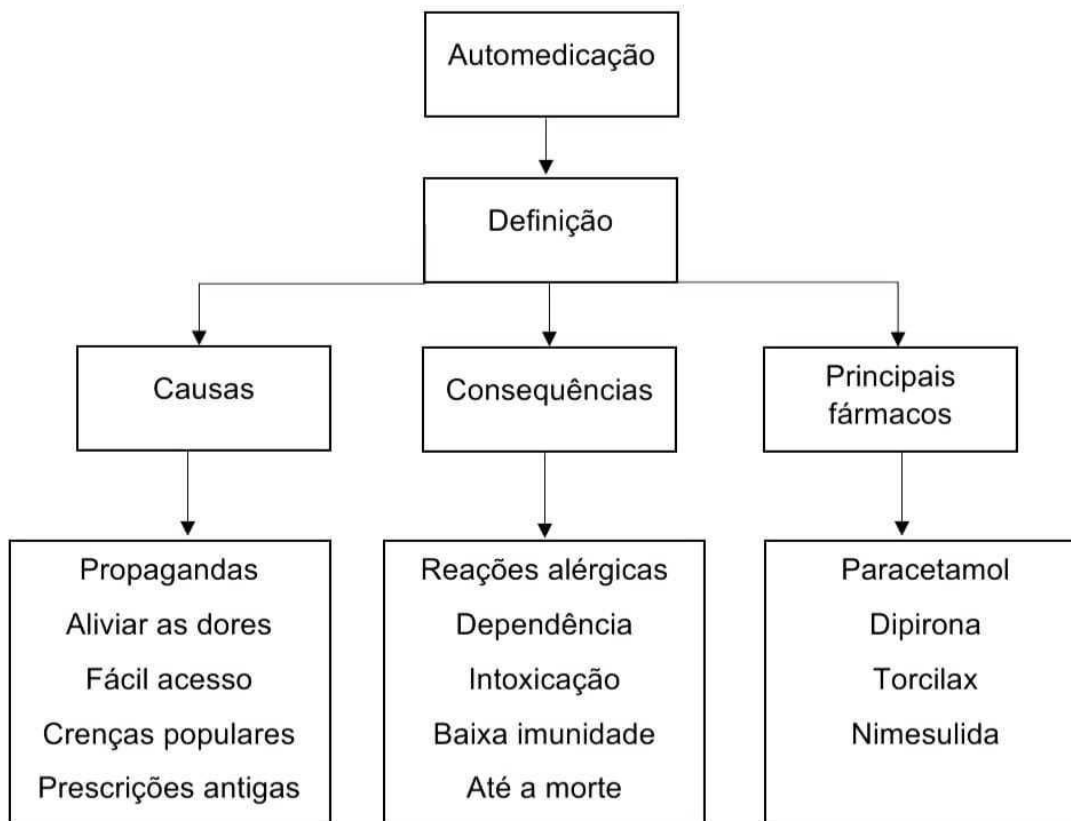 Automedicação
Definição
Causas
Consequências
Principais
fármacos
Propagandas
Aliviar as dores
Fácil acesso
Crenças populares
Prescrições antigas
Reações alérgicas
Dependência
Intoxicação
Baixa imunidade
Até a morte
Paracetamol
Dipirona
Torcilax
Nimesulida